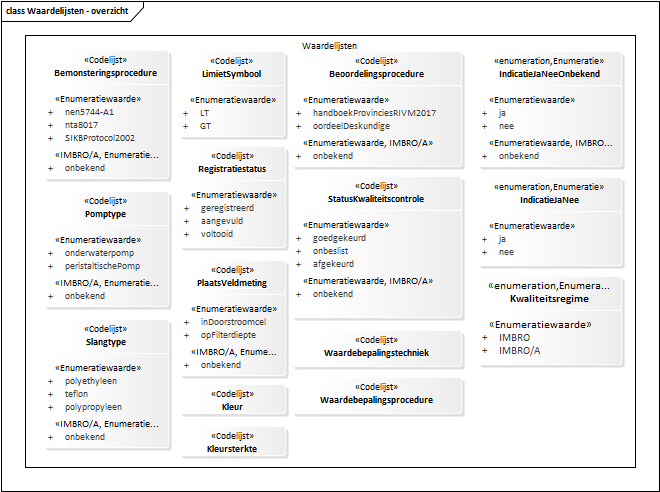 class Waardelijsten - overzicht
Waardelijsten
«Codelijst»
Bemonsteringsprocedure
«Enumeratiewaarde»
+ nen5744-A1
+ nta8017
+ SIKBProtocol2002
«IMBRO/A, Enumeratie...
+ onbekend
«Codelijst»
Pomptype
«Enumeratiewaarde»
+ onderwaterpomp
+ peristaltischePomp
«IMBRO/A, Enumeratie...
+ onbekend
«Codelijst»
Slangtype
«Enumeratiewaarde»
+ polyethyleen
+ teflon
+ polypropyleen
«IMBRO/A, Enumeratie...
+ onbekend
«Codelijst»
LimietSymbool
«Enumeratiewaarde»
+ LT
+ GT
«Codelijst»
Registratiestatus
«Enumeratiewaarde»
+ geregistreerd
+ aangevuld
+ voltooid
«Codelijst»
PlaatsVeldmeting
«Enumeratiewaarde»
+ inDoorstroomcel
+ opFilterdiepte
«IMBRO/A, Enume...
+ onbekend
«Codelijst»
Kleur
«Codelijst»
Kleursterkte
«Codelijst»
Beoordelingsprocedure
«Enumeratiewaarde»
+ handboekProvinciesRIVM2017
+ oordeelDeskundige
«Enumeratiewaarde, IMBRO/A»
+ onbekend
«Codelijst»
StatusKwaliteitscontrole
«Enumeratiewaarde»
+ goedgekeurd
+ onbeslist
+ afgekeurd
«Enumeratiewaarde, IMBRO/A»
+ onbekend
«Codelijst»
Waardebepalingstechniek
«Codelijst»
Waardebepalingsprocedure
«enumeration,Enumeratie»
IndicatieJaNeeOnbekend
«Enumeratiewaarde»
+ ja
+ nee
«Enumeratiewaarde, IMBRO...
+ onbekend
«enumeration,Enumeratie»
IndicatieJaNee
«Enumeratiewaarde»
+ ja
+ nee
«enumeration,Enumera...
Kwaliteitsregime
«Enumeratiewaarde»
+ IMBRO
+ IMBRO/A